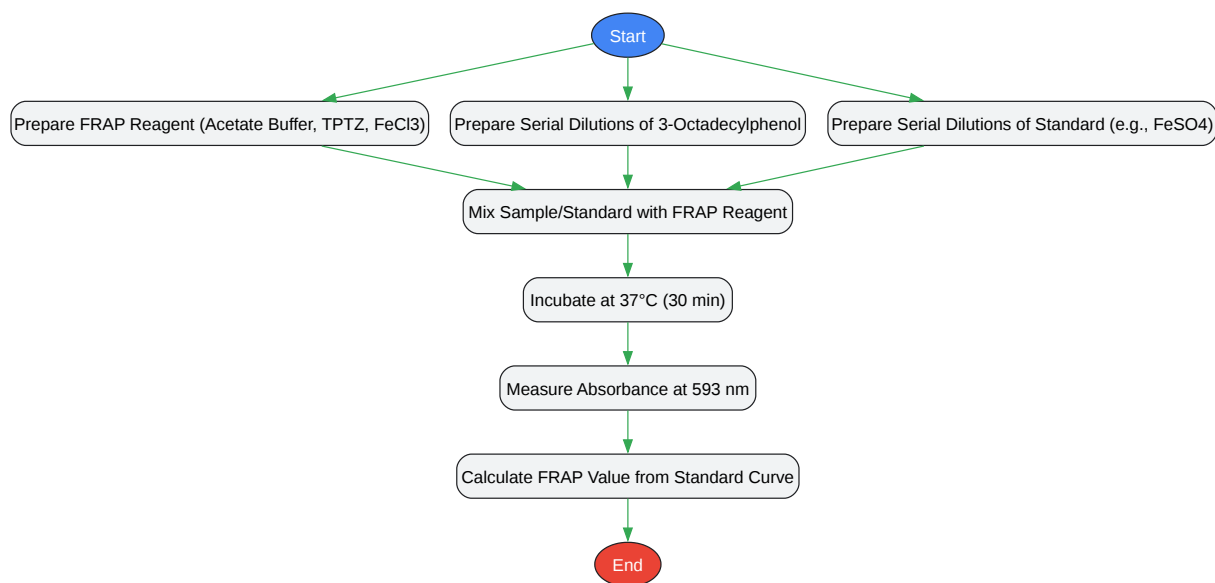 Start
Prepare FRAP Reagent (Acetate Buffer, TPTZ, FeCl3)
Prepare Serial Dilutions of 3-Octadecylphenol
Prepare Serial Dilutions of Standard (e.g., FeSO4)
Mix Sample/Standard with FRAP Reagent
Incubate at 37°C (30 min)
Measure Absorbance at 593 nm
Calculate FRAP Value from Standard Curve
End